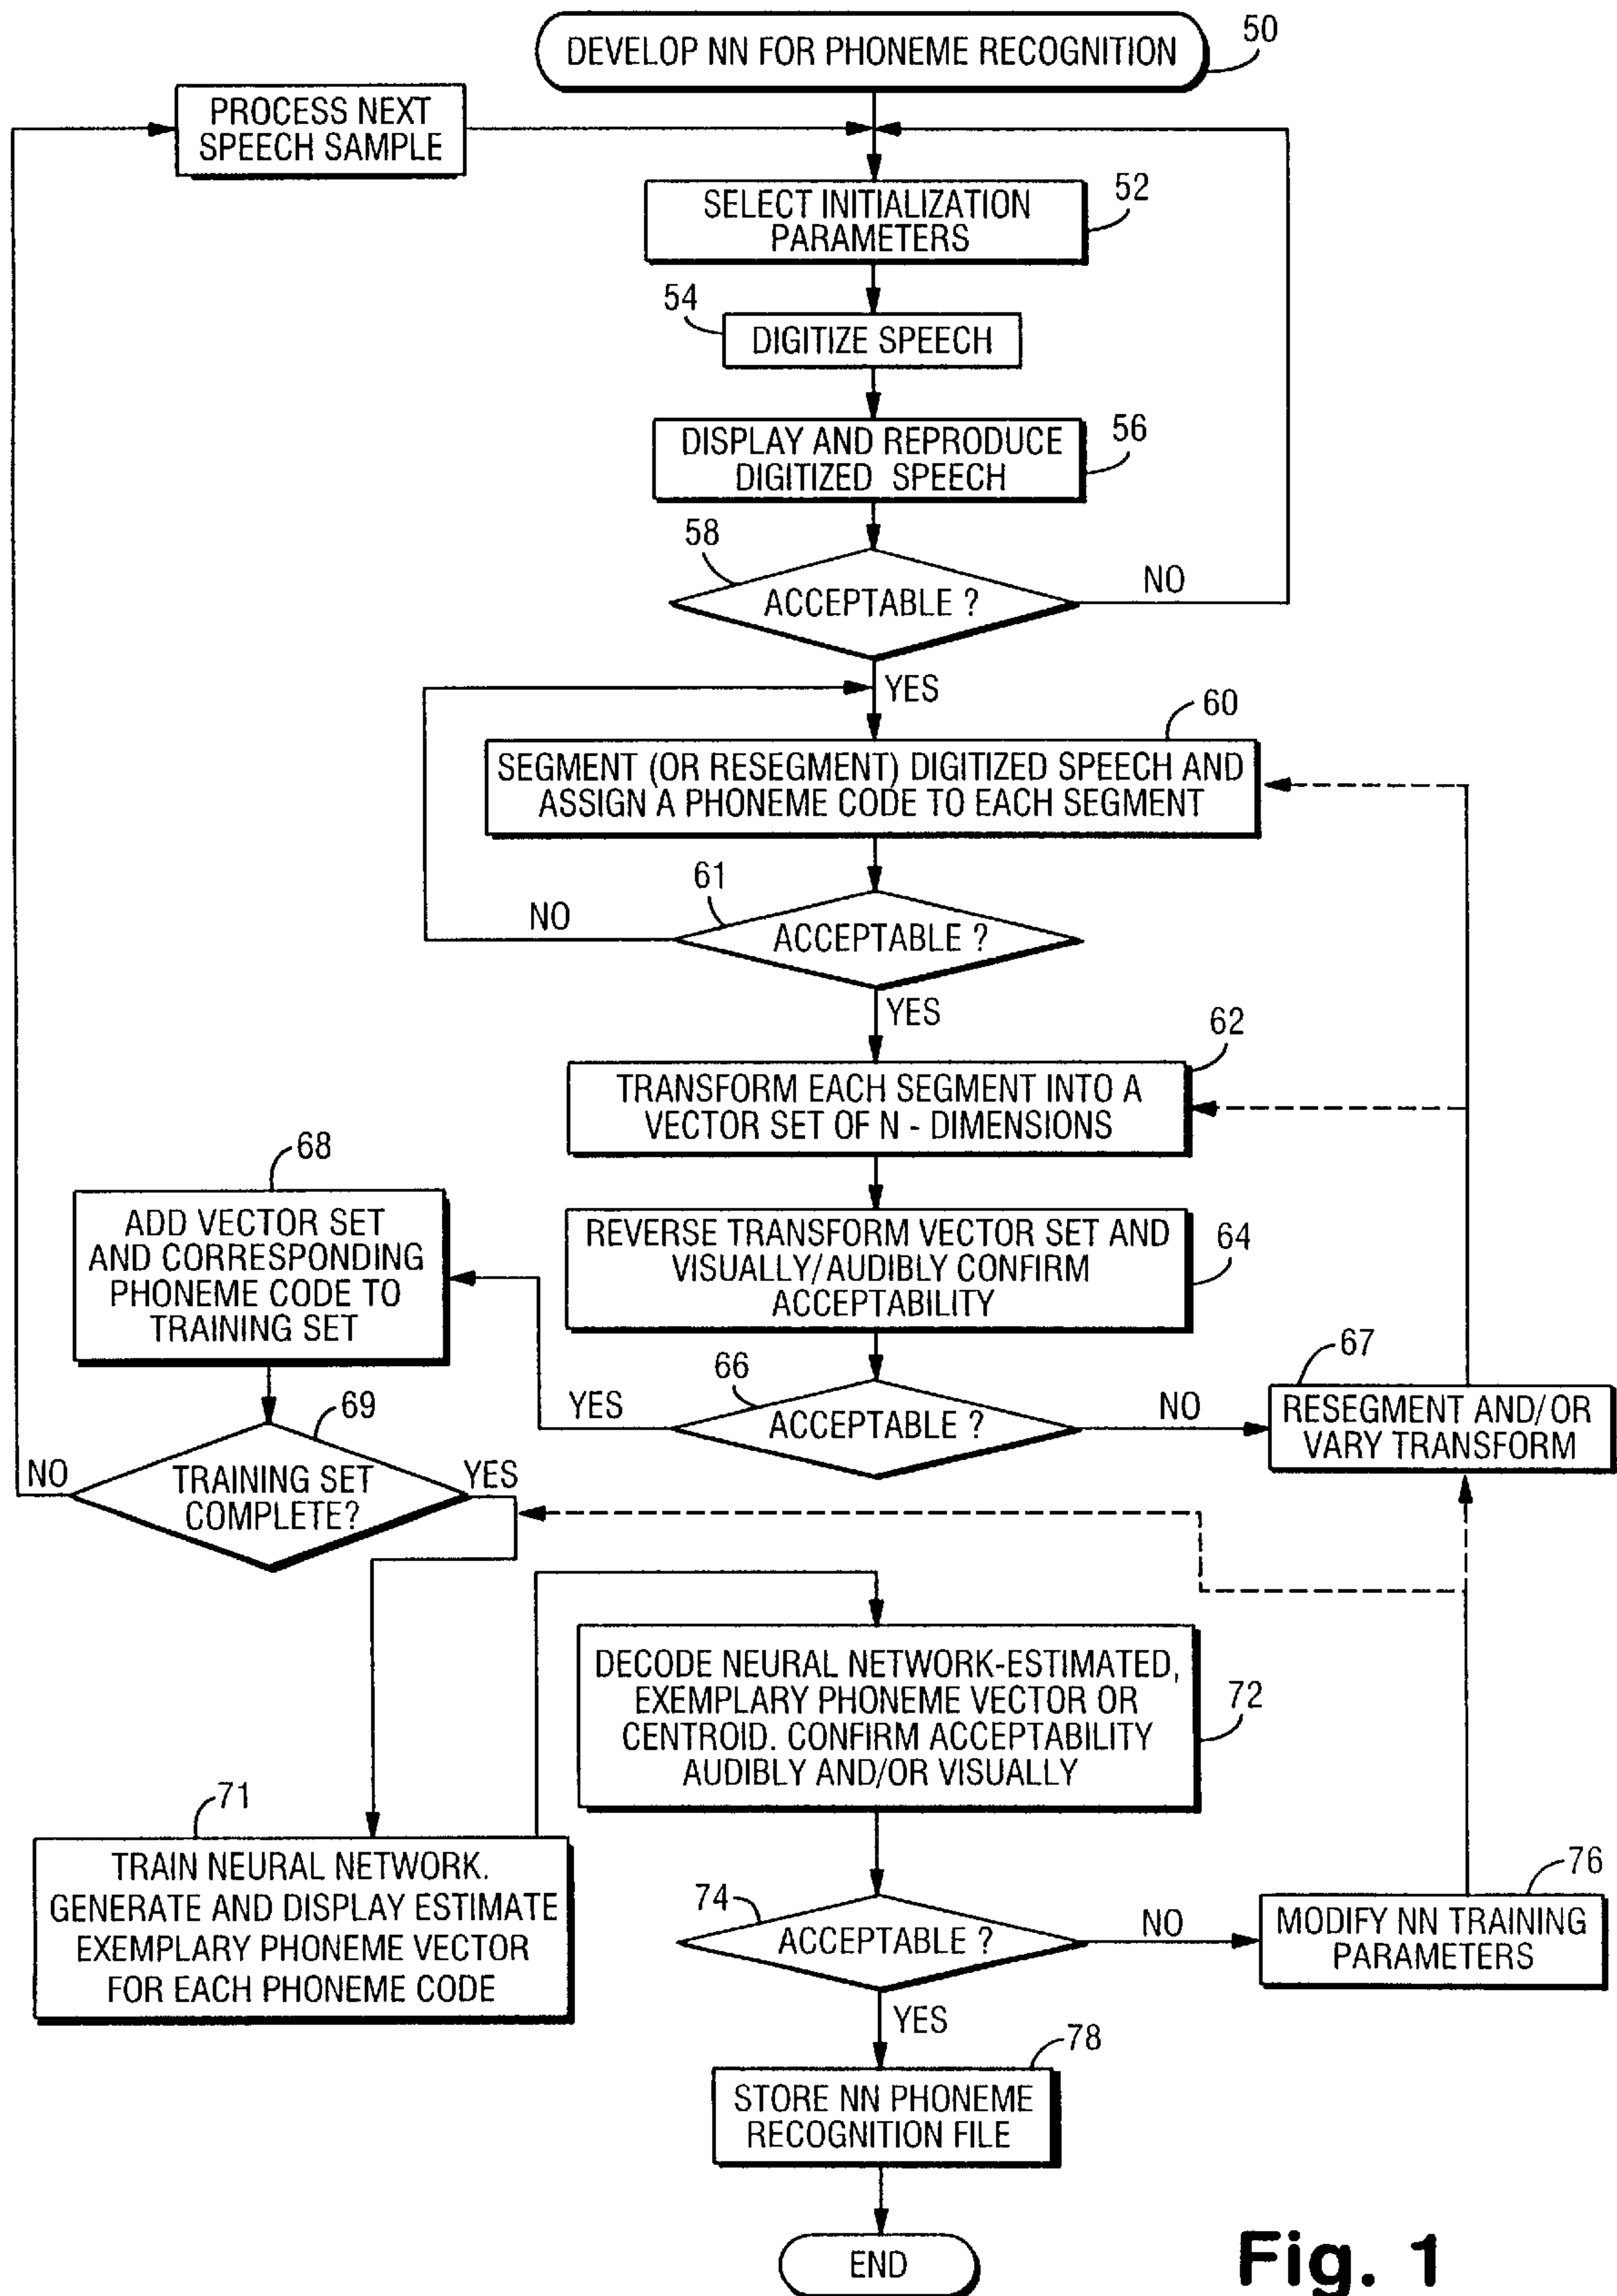 DEVELOP NN FOR PHONEME RECOGNITION
50
PROCESS NEXT
SPEECH SAMPLE
SELECT INITIALIZATION
PARAMETERS
52
54
DIGITIZE SPEECH
DISPLAY AND REPRODUCE
DIGITIZED SPEECH
56
58
ACCEPTABLE ?
NO
YES
60
SEGMENT (OR RESEGMENT) DIGITIZED SPEECH AND
ASSIGN A PHONEME CODE TO EACH SEGMENT
61
NO
ACCEPTABLE ?
YES
62
TRANSFORM EACH SEGMENT INTO A
VECTOR SET OF N - DIMENSIONS
68
ADD VECTOR SET
AND CORRESPONDING
PHONEME CODE TO
TRAINING SET
REVERSE TRANSFORM VECTOR SET AND
VISUALLY/AUDIBLY CONFIRM
ACCEPTABILITY
64
66
YES
ACCEPTABLE ?
NO
67
RESEGMENT AND/OR
VARY TRANSFORM
69
NO
TRAINING SET
COMPLETE?
YES
DECODE NEURAL NETWORK-ESTIMATED,
EXEMPLARY PHONEME VECTOR OR
CENTROID. CONFIRM ACCEPTABILITY
AUDIBLY AND/OR VISUALLY
72
71
TRAIN NEURAL NETWORK.
GENERATE AND DISPLAY ESTIMATE
EXEMPLARY PHONEME VECTOR
FOR EACH PHONEME CODE
74
ACCEPTABLE ?
NO
76
MODIFY NN TRAINING
PARAMETERS
YES
78
STORE NN PHONEME
RECOGNITION FILE
END
Fig. 1